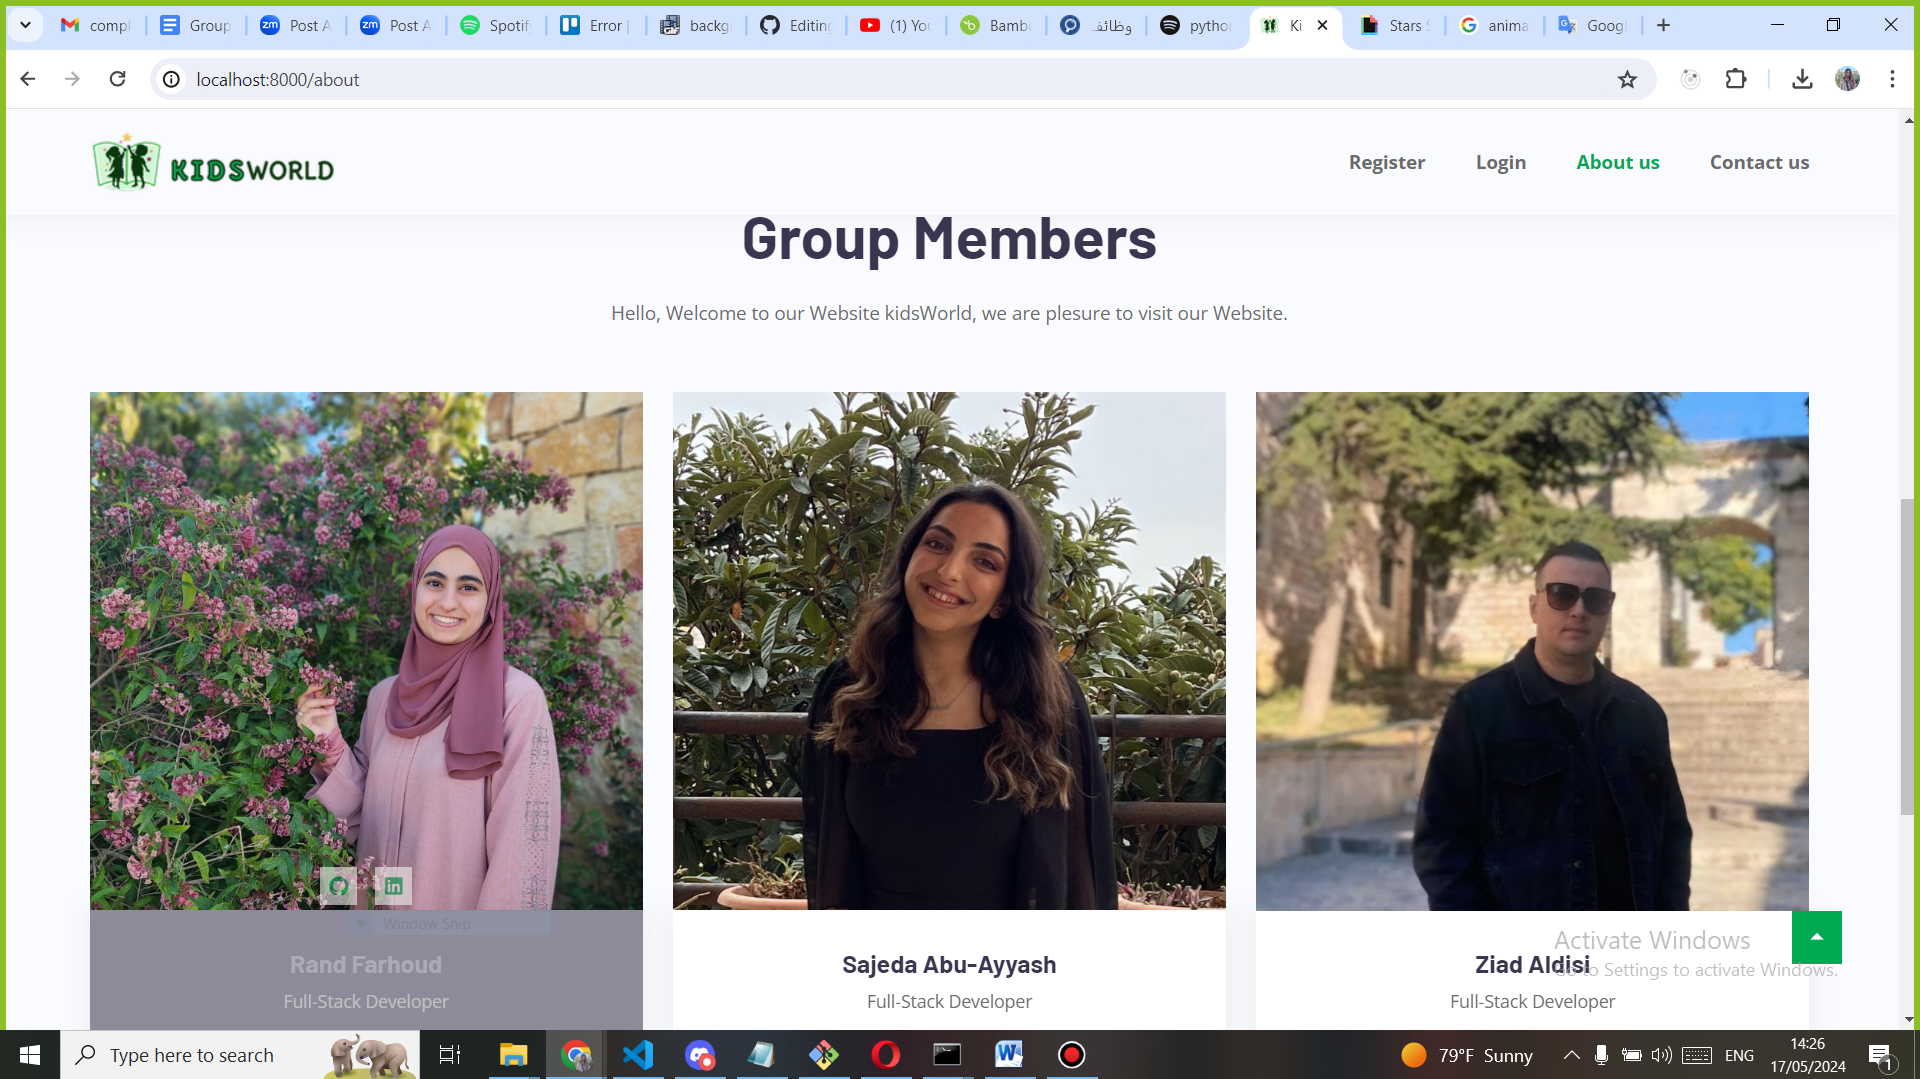 compl
Group
Post A
Post A
Spotify
Error
backg
Editing
(1) You
Bambo
وظائف
python
Ki
Stars S
anima
Googl
localhost:8000/about
KIDSWORLD
Register
Login
About us
Contact us
Group Members
Hello, Welcome to our Website kidsWorld, we are plesure to visit our Website.
Window Snip
Rand Farhoud
Full-Stack Developer
Sajeda Abu-Ayyash
Full-Stack Developer
Ziad Aldisi
Full-Stack Developer
Activate Windows
Go to Settings to activate Windows.
Type here to search
79°F Sunny
ENG
14:26
17/05/2024
1